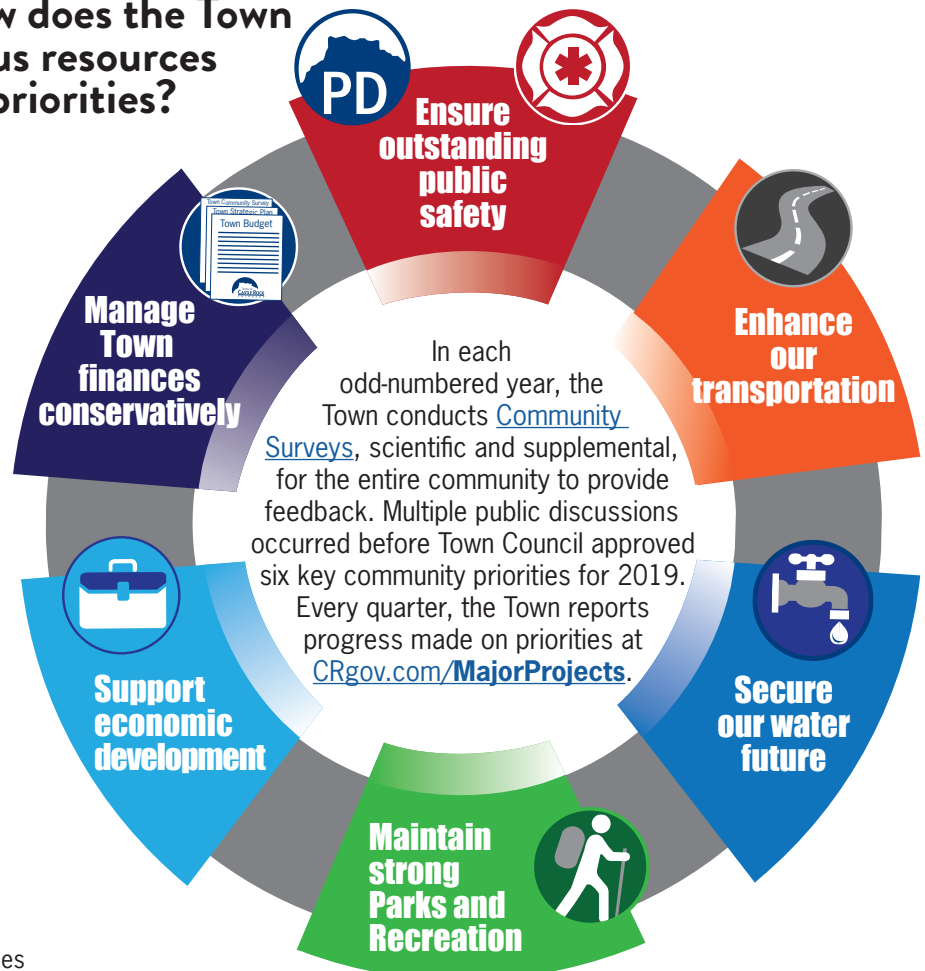 w does the Town
us resources
priorities?
PD
Ensure
outstanding
public
safety
Enhance
our
transportation
Secure
our water
future
Maintain
strong
Parks and
Recreation
Support
economic
development
Manage
Town
finances
conservatively
Town Community Survey
Town Strategic Plan
Town Budget
CASTLE ROCK
In each
odd-numbered year, the
Town conducts Community
Surveys, scientific and supplemental,
for the entire community to provide
feedback. Multiple public discussions
occurred before Town Council approved
six key community priorities for 2019.
Every quarter, the Town reports
progress made on priorities at
CRgov.com/MajorProjects.
es